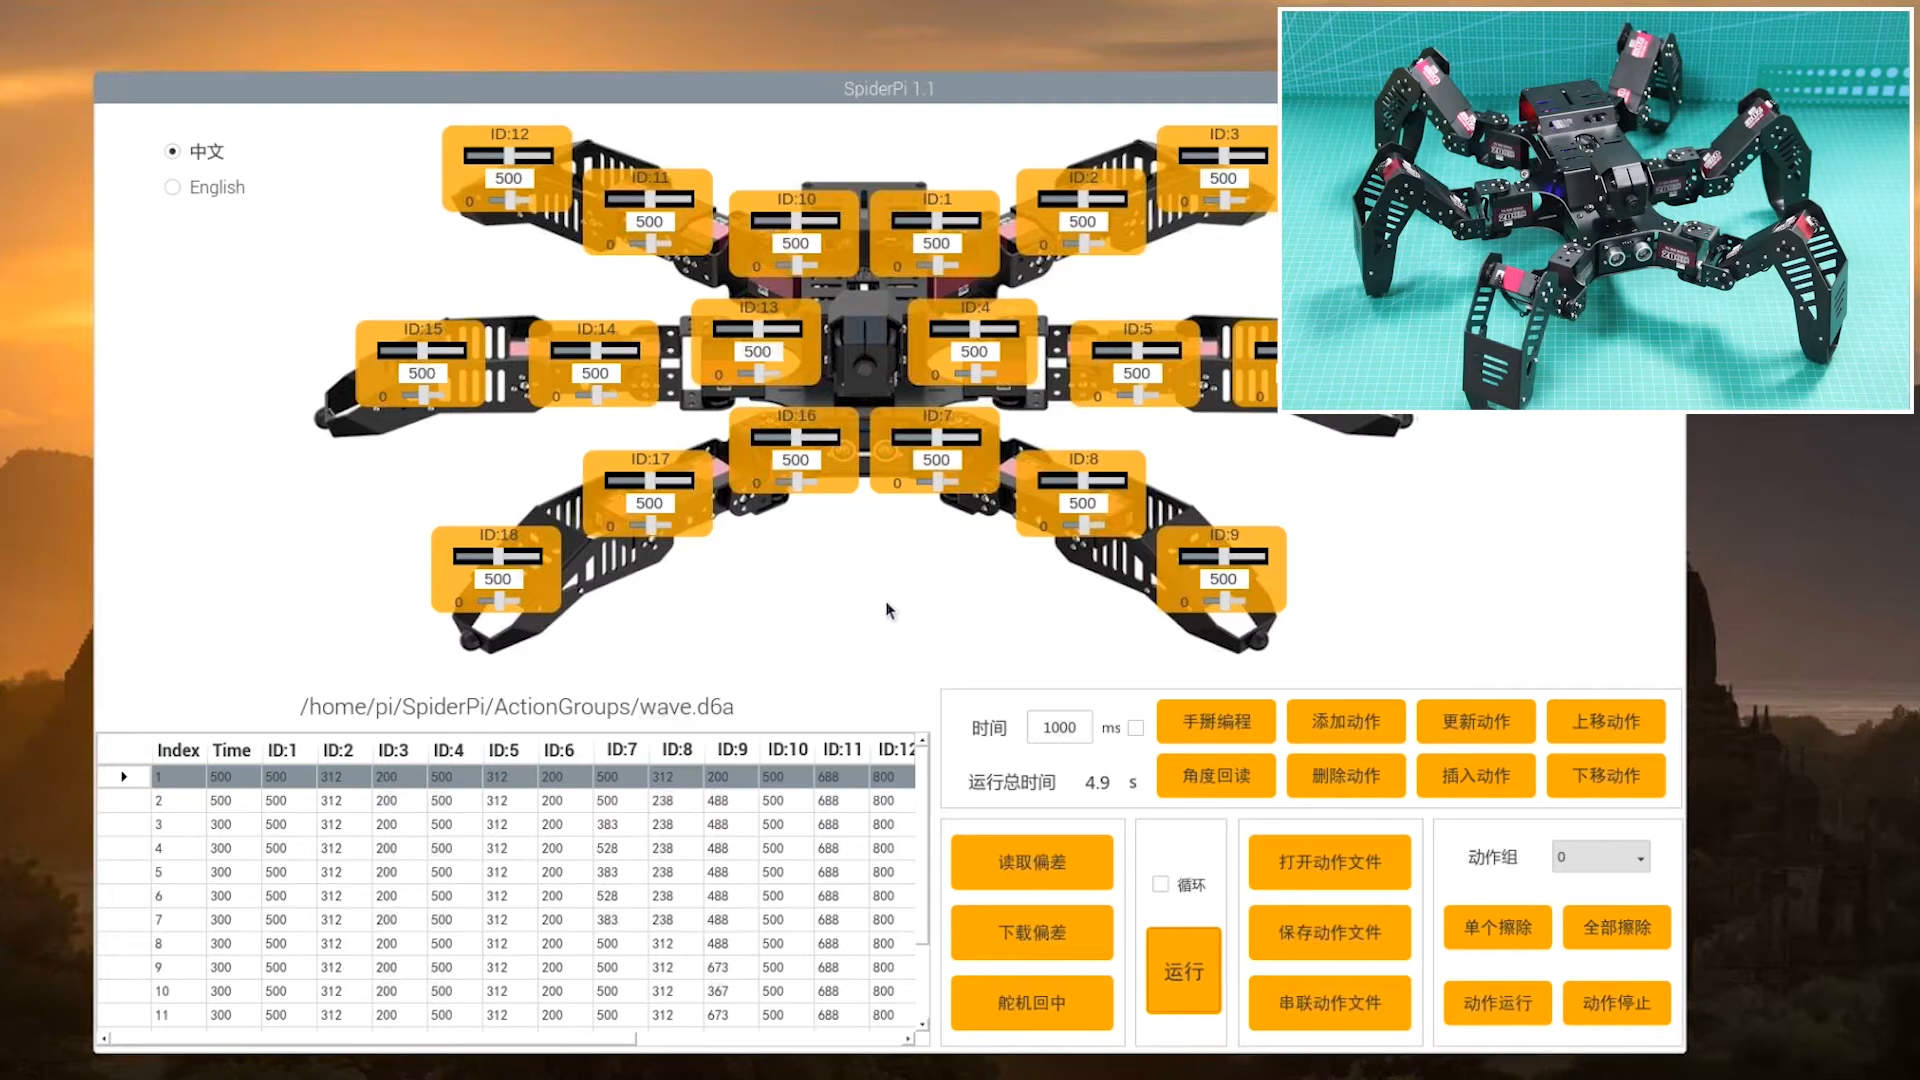 SpiderPi 1.1
中文
English
ID:12
500
0
ID:11
500
0
ID:10
500
0
ID:1
500
0
ID:2
500
0
ID:3
500
0
ID:15
500
0
ID:14
500
0
ID:13
500
0
ID:4
500
0
ID:5
500
0
0
ID:18
500
0
ID:17
500
0
ID:16
500
0
ID:7
500
0
ID:8
500
0
ID:9
500
0
/home/pi/SpiderPi/ActionGroups/wave.d6a
Index Time ID:1 ID:2 ID:3 ID:4 ID:5 ID:6 ID:7 ID:8 ID:9 ID:10 ID:11 ID:12
1 500 500 312 200 500 312 200 500 312 200 500 688 800
2 500 500 312 200 500 312 200 500 238 488 500 688 800
3 300 500 312 200 500 312 200 383 238 488 500 688 800
4 300 500 312 200 500 312 200 528 238 488 500 688 800
5 300 500 312 200 500 312 200 383 238 488 500 688 800
6 300 500 312 200 500 312 200 528 238 488 500 688 800
7 300 500 312 200 500 312 200 383 238 488 500 688 800
8 300 500 312 200 500 312 200 500 312 488 500 688 800
9 300 500 312 200 500 312 200 500 312 673 500 688 800
10 300 500 312 200 500 312 200 500 312 367 500 688 800
11 300 500 312 200 500 312 200 500 312 673 500 688 800
时间 1000 ms
手掰编程 添加动作 更新动作 上移动作
运行总时间 4.9 s
角度回读 删除动作 插入动作 下移动作
读取偏差
下载偏差
舵机回中
循环
运行
打开动作文件
保存动作文件
串联动作文件
动作组 0
单个擦除 全部擦除
动作运行 动作停止